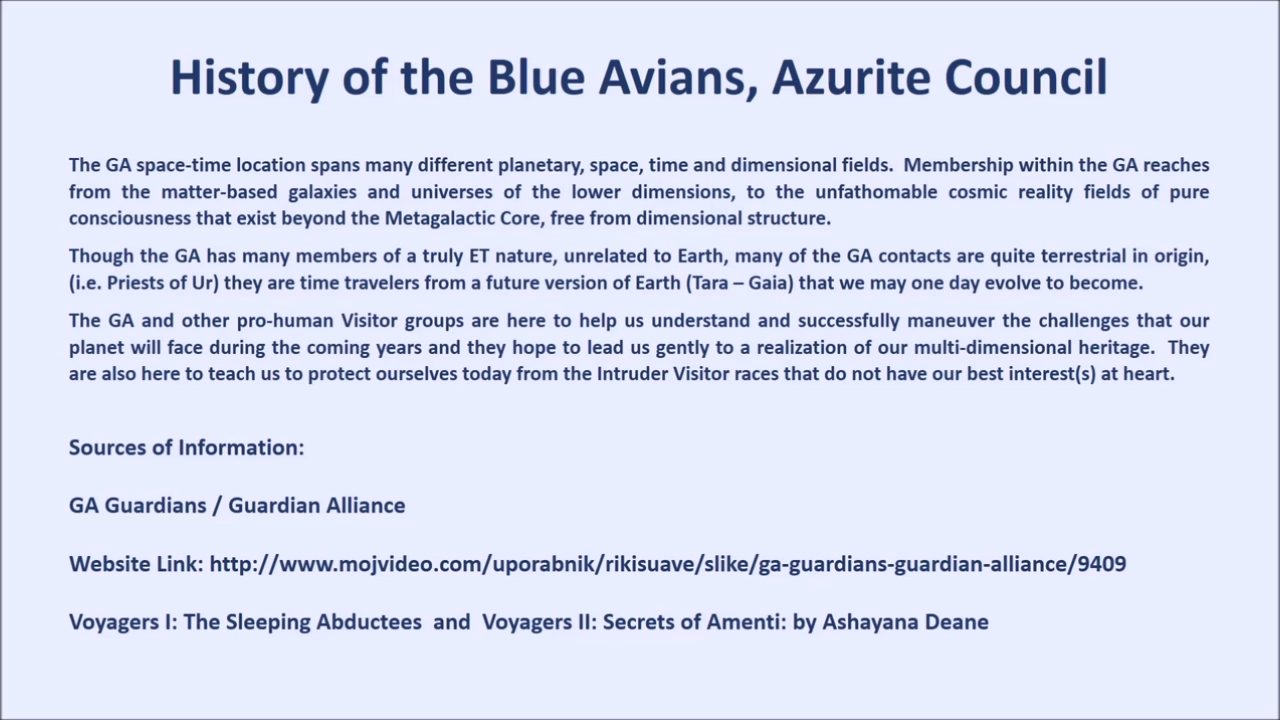 History of the Blue Avians, Azurite Council
The GA space-time location spans many different planetary, space, time and dimensional fields.  Membership within the GA reaches
from the matter-based galaxies and universes of the lower dimensions, to the unfathomable cosmic reality fields of pure
consciousness that exist beyond the Metagalactic Core, free from dimensional structure.
Though the GA has many members of a truly ET nature, unrelated to Earth, many of the GA contacts are quite terrestrial in origin,
(i.e. Priests of Ur) they are time travelers from a future version of Earth (Tara – Gaia) that we may one day evolve to become.
The GA and other pro-human Visitor groups are here to help us understand and successfully maneuver the challenges that our
planet will face during the coming years and they hope to lead us gently to a realization of our multi-dimensional heritage.  They
are also here to teach us to protect ourselves today from the Intruder Visitor races that do not have our best interest(s) at heart.
Sources of Information:
GA Guardians / Guardian Alliance
Website Link: http://www.mojvideo.com/uporabnik/rikisuave/slike/ga-guardians-guardian-alliance/9409
Voyagers I: The Sleeping Abductees  and  Voyagers II: Secrets of Amenti: by Ashayana Deane